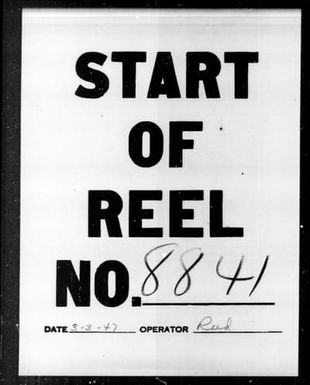 START
OF
REEL
NO. 8841
DATE 3-3-47 OPERATOR Reed